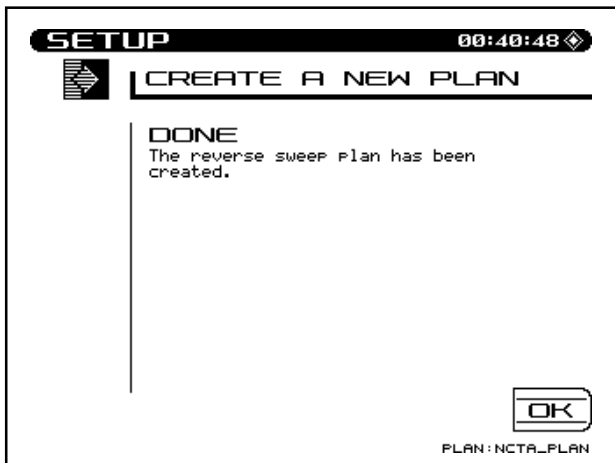 SETUP 00:40:48
CREATE A NEW PLAN
DONE
The reverse sweep plan has been
created.
OK
PLAN:NCTA_PLAN